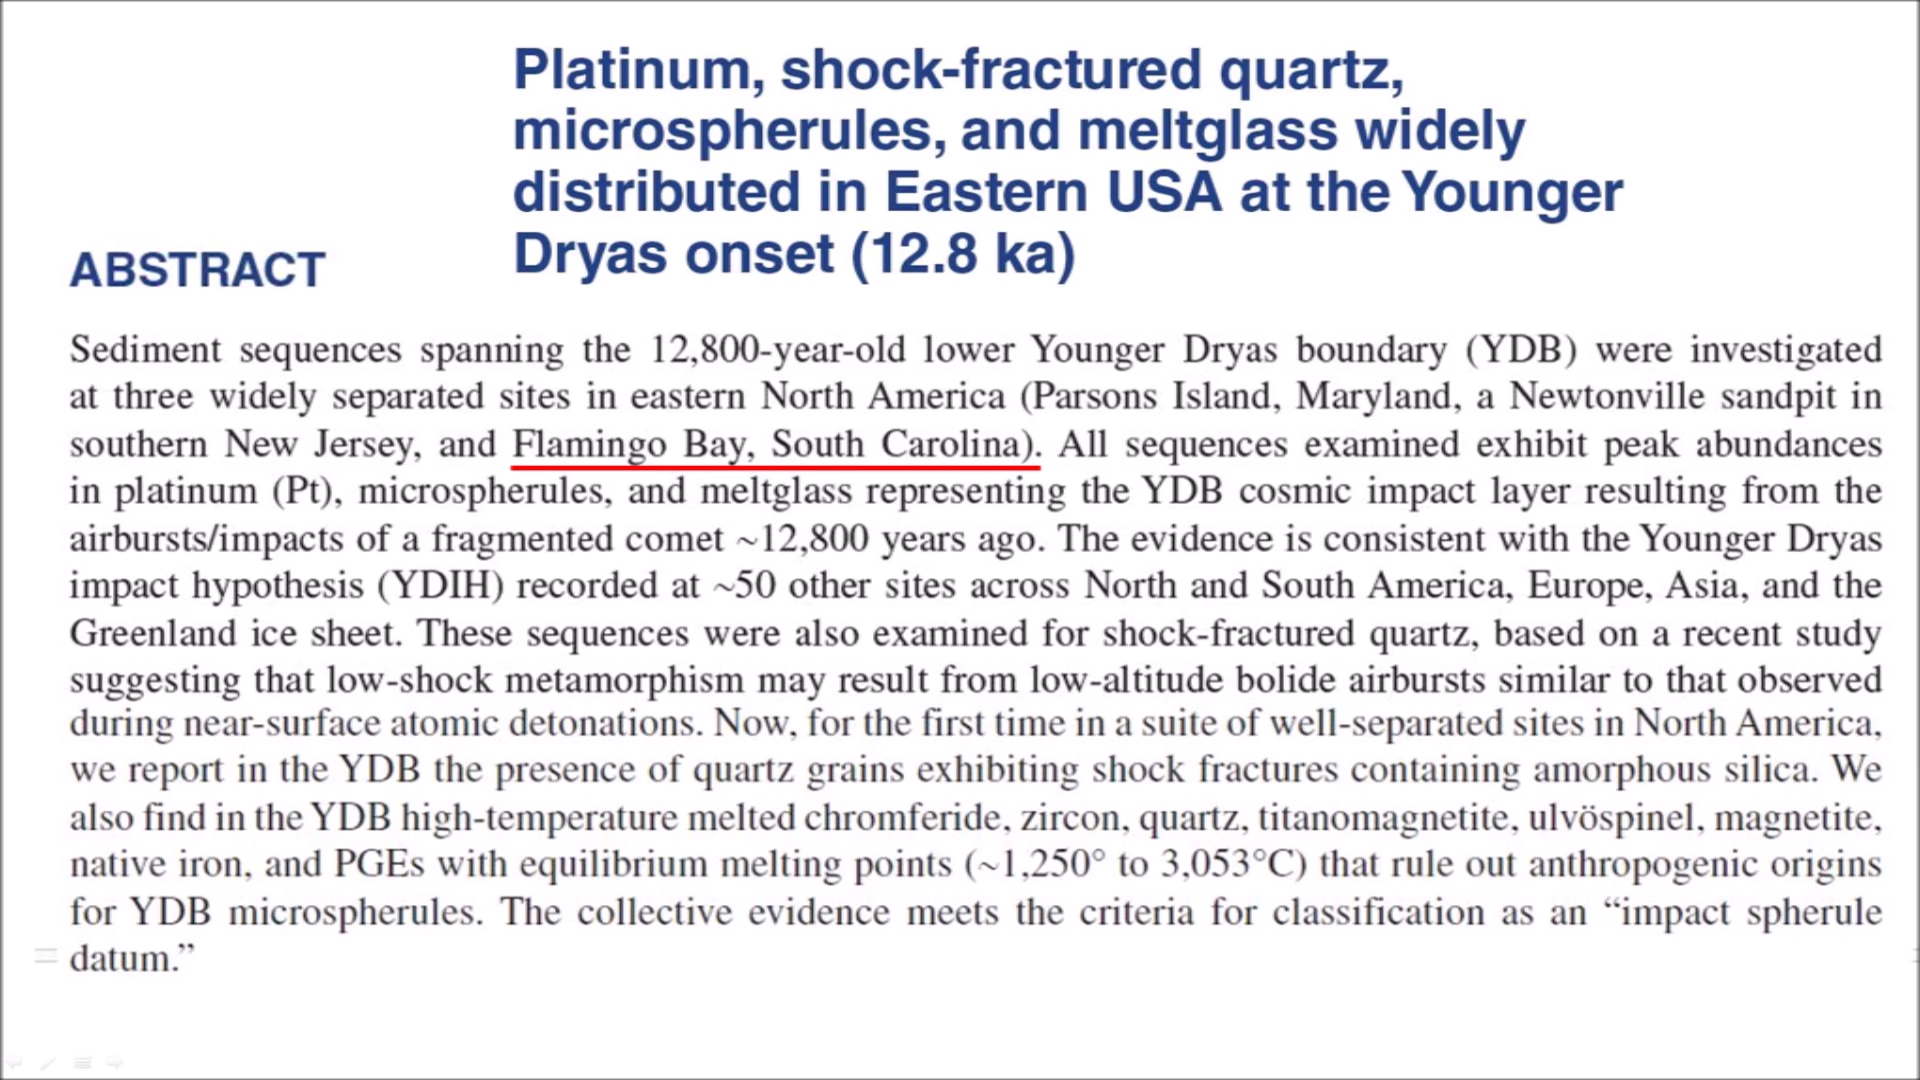 Platinum, shock-fractured quartz,
microspherules, and meltglass widely
distributed in Eastern USA at the Younger
Dryas onset (12.8 ka)
ABSTRACT
Sediment sequences spanning the 12,800-year-old lower Younger Dryas boundary (YDB) were investigated
at three widely separated sites in eastern North America (Parsons Island, Maryland, a Newtonville sandpit in
southern New Jersey, and Flamingo Bay, South Carolina). All sequences examined exhibit peak abundances
in platinum (Pt), microspherules, and meltglass representing the YDB cosmic impact layer resulting from the
airbursts/impacts of a fragmented comet ~12,800 years ago. The evidence is consistent with the Younger Dryas
impact hypothesis (YDIH) recorded at ~50 other sites across North and South America, Europe, Asia, and the
Greenland ice sheet. These sequences were also examined for shock-fractured quartz, based on a recent study
suggesting that low-shock metamorphism may result from low-altitude bolide airbursts similar to that observed
during near-surface atomic detonations. Now, for the first time in a suite of well-separated sites in North America,
we report in the YDB the presence of quartz grains exhibiting shock fractures containing amorphous silica. We
also find in the YDB high-temperature melted chromferide, zircon, quartz, titanomagnetite, ulvöspinel, magnetite,
native iron, and PGEs with equilibrium melting points (~1,250° to 3,053°C) that rule out anthropogenic origins
for YDB microspherules. The collective evidence meets the criteria for classification as an “impact spherule
datum.”